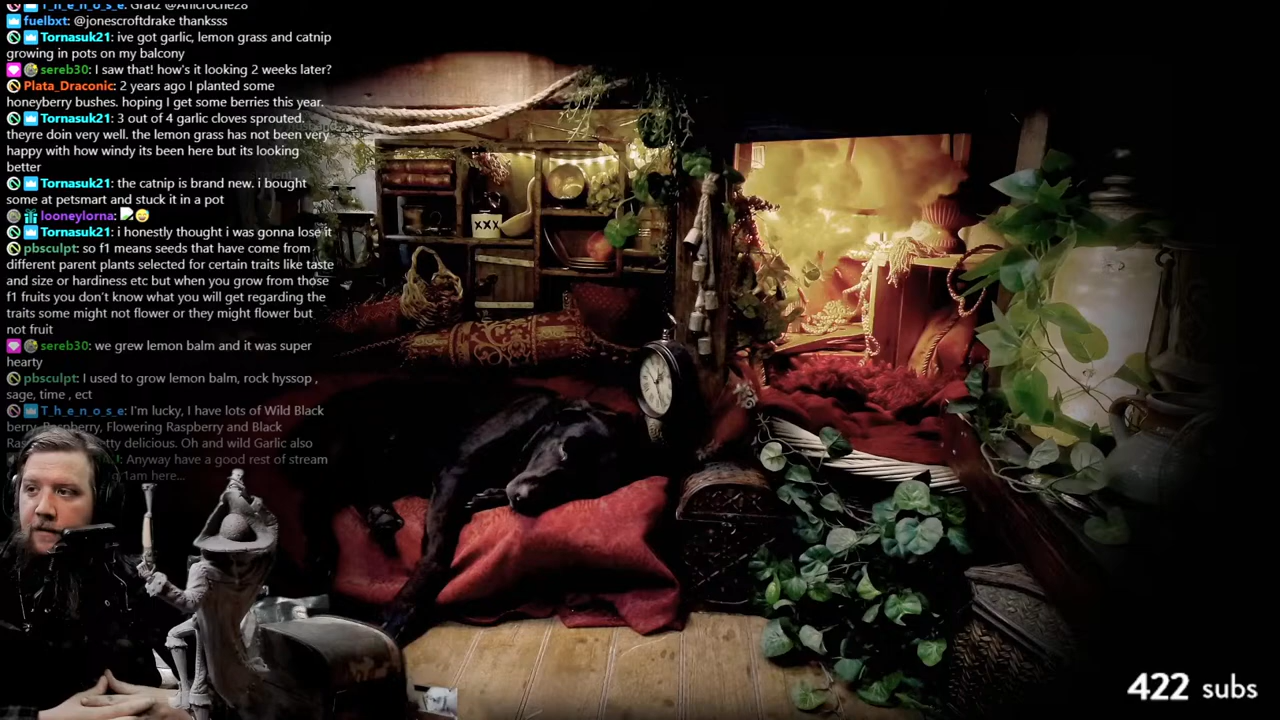 T_h_e_n_o_s_e: Gratz @Anicroche28
fuelbxt: @jonescroftdrake thanksss
Tornasuk21: ive got garlic, lemon grass and catnip
growing in pots on my balcony
sereb30: I saw that! how's it looking 2 weeks later?
Plata_Draconic: 2 years ago I planted some
honeyberry bushes. hoping I get some berries this year.
Tornasuk21: 3 out of 4 garlic cloves sprouted.
theyre doin very well. the lemon grass has not been very
happy with how windy its been here but its looking
better
Tornasuk21: the catnip is brand new. i bought
some at petsmart and stuck it in a pot
looneylorna:
Tornasuk21: i honestly thought i was gonna lose it
pbsculpt: so f1 means seeds that have come from
different parent plants selected for certain traits like taste
and size or hardiness etc but when you grow from those
f1 fruits you don't know what you will get regarding the
traits some might not flower or they might flower but
not fruit
sereb30: we grew lemon balm and it was super
hearty
pbsculpt: I used to grow lemon balm, rock hyssop ,
sage, time , ect
T_h_e_n_o_s_e: I'm lucky, I have lots of Wild Black
berry, Raspberry, Flowering Raspberry and Black
delicious. Oh and wild Garlic also
: Anyway have a good rest of stream
1am here...
XXX
422 subs